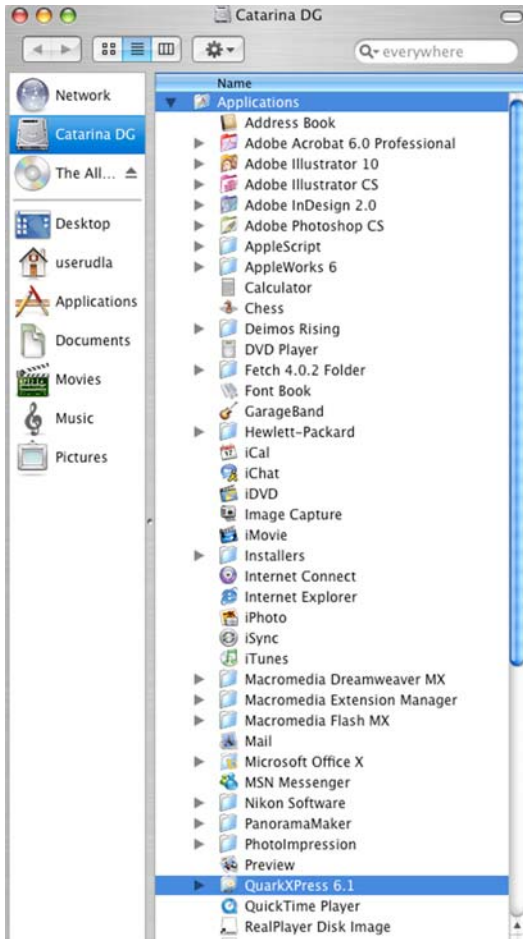 Catarina DG
everywhere
Network
Catarina DG
The All...
Desktop
userudla
Applications
Documents
Movies
Music
Pictures
Name
Applications
Address Book
Adobe Acrobat 6.0 Professional
Adobe Illustrator 10
Adobe Illustrator CS
Adobe InDesign 2.0
Adobe Photoshop CS
AppleScript
AppleWorks 6
Calculator
Chess
Deimos Rising
DVD Player
Fetch 4.0.2 Folder
Font Book
GarageBand
Hewlett-Packard
iCal
iChat
iDVD
Image Capture
iMovie
Installers
Internet Connect
Internet Explorer
iPhoto
iSync
iTunes
Macromedia Dreamweaver MX
Macromedia Extension Manager
Macromedia Flash MX
Mail
Microsoft Office X
MSN Messenger
Nikon Software
PanoramaMaker
PhotoImpression
Preview
QuarkXPress 6.1
QuickTime Player
RealPlayer Disk Image